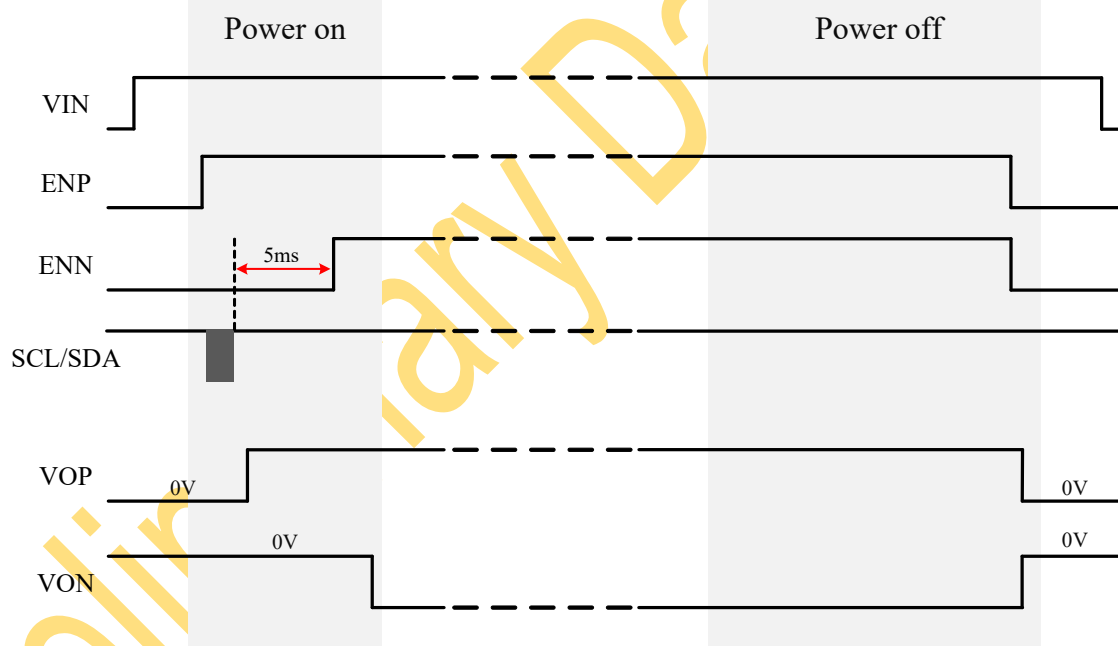 Power on
Power off
VIN
ENP
ENN
5ms
SCL/SDA
VOP
0V
0V
VON
0V
0V